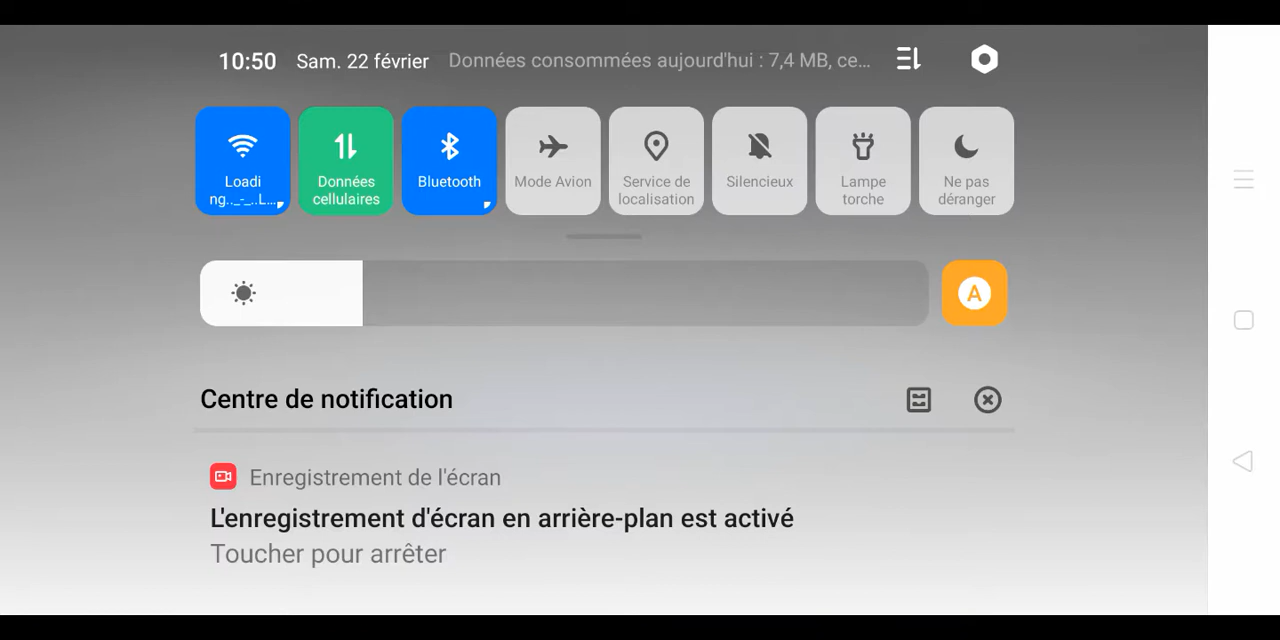 10:50 Sam. 22 février Données consommées aujourd'hui : 7,4 MB, ce...
Loadi
ng.._-_..L...
Données
cellulaires
Bluetooth
Mode Avion
Service de
localisation
Silencieux
Lampe
torche
Ne pas
déranger
A
Centre de notification
Enregistrement de l'écran
L'enregistrement d'écran en arrière-plan est activé
Toucher pour arrêter